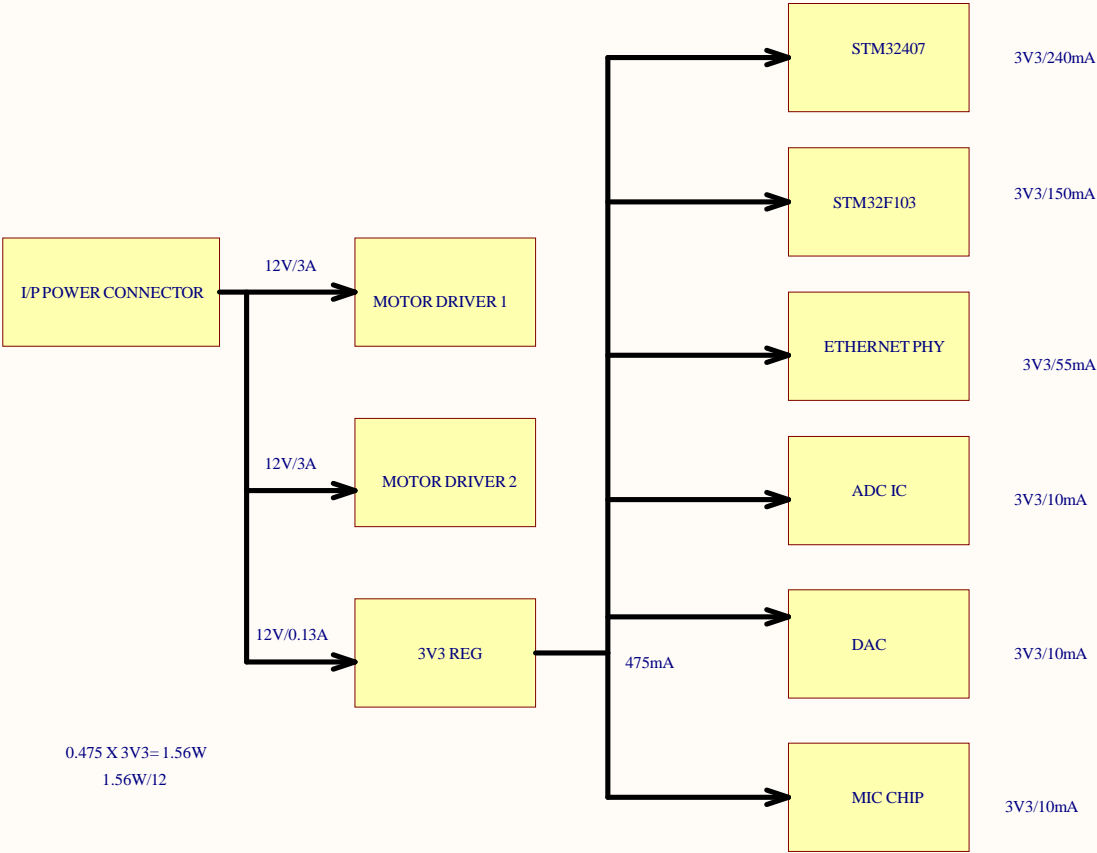 STM32407
3V3/240mA
STM32F103
3V3/150mA
I/P POWER CONNECTOR
12V/3A
MOTOR DRIVER 1
ETHERNET PHY
3V3/55mA
12V/3A
MOTOR DRIVER 2
ADC IC
3V3/10mA
12V/0.13A
3V3 REG
475mA
DAC
3V3/10mA
0.475 X 3V3= 1.56W
1.56W/12
MIC CHIP
3V3/10mA